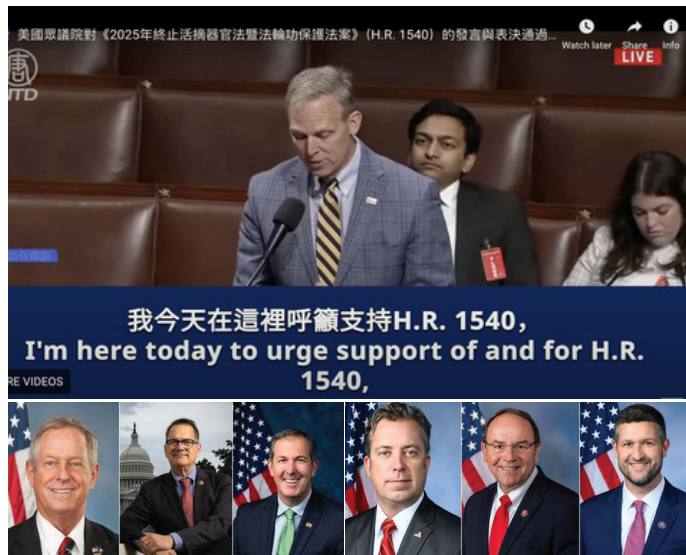 美國眾議院對《2025年終止活摘器官法暨法輪功保護法案》（H.R. 1540）的發言與表決通過...
Watch later
Share
Info
LIVE
唐
NTD
我今天在這裡呼籲支持H.R. 1540，
I'm here today to urge support of and for H.R.
1540,
RE VIDEOS